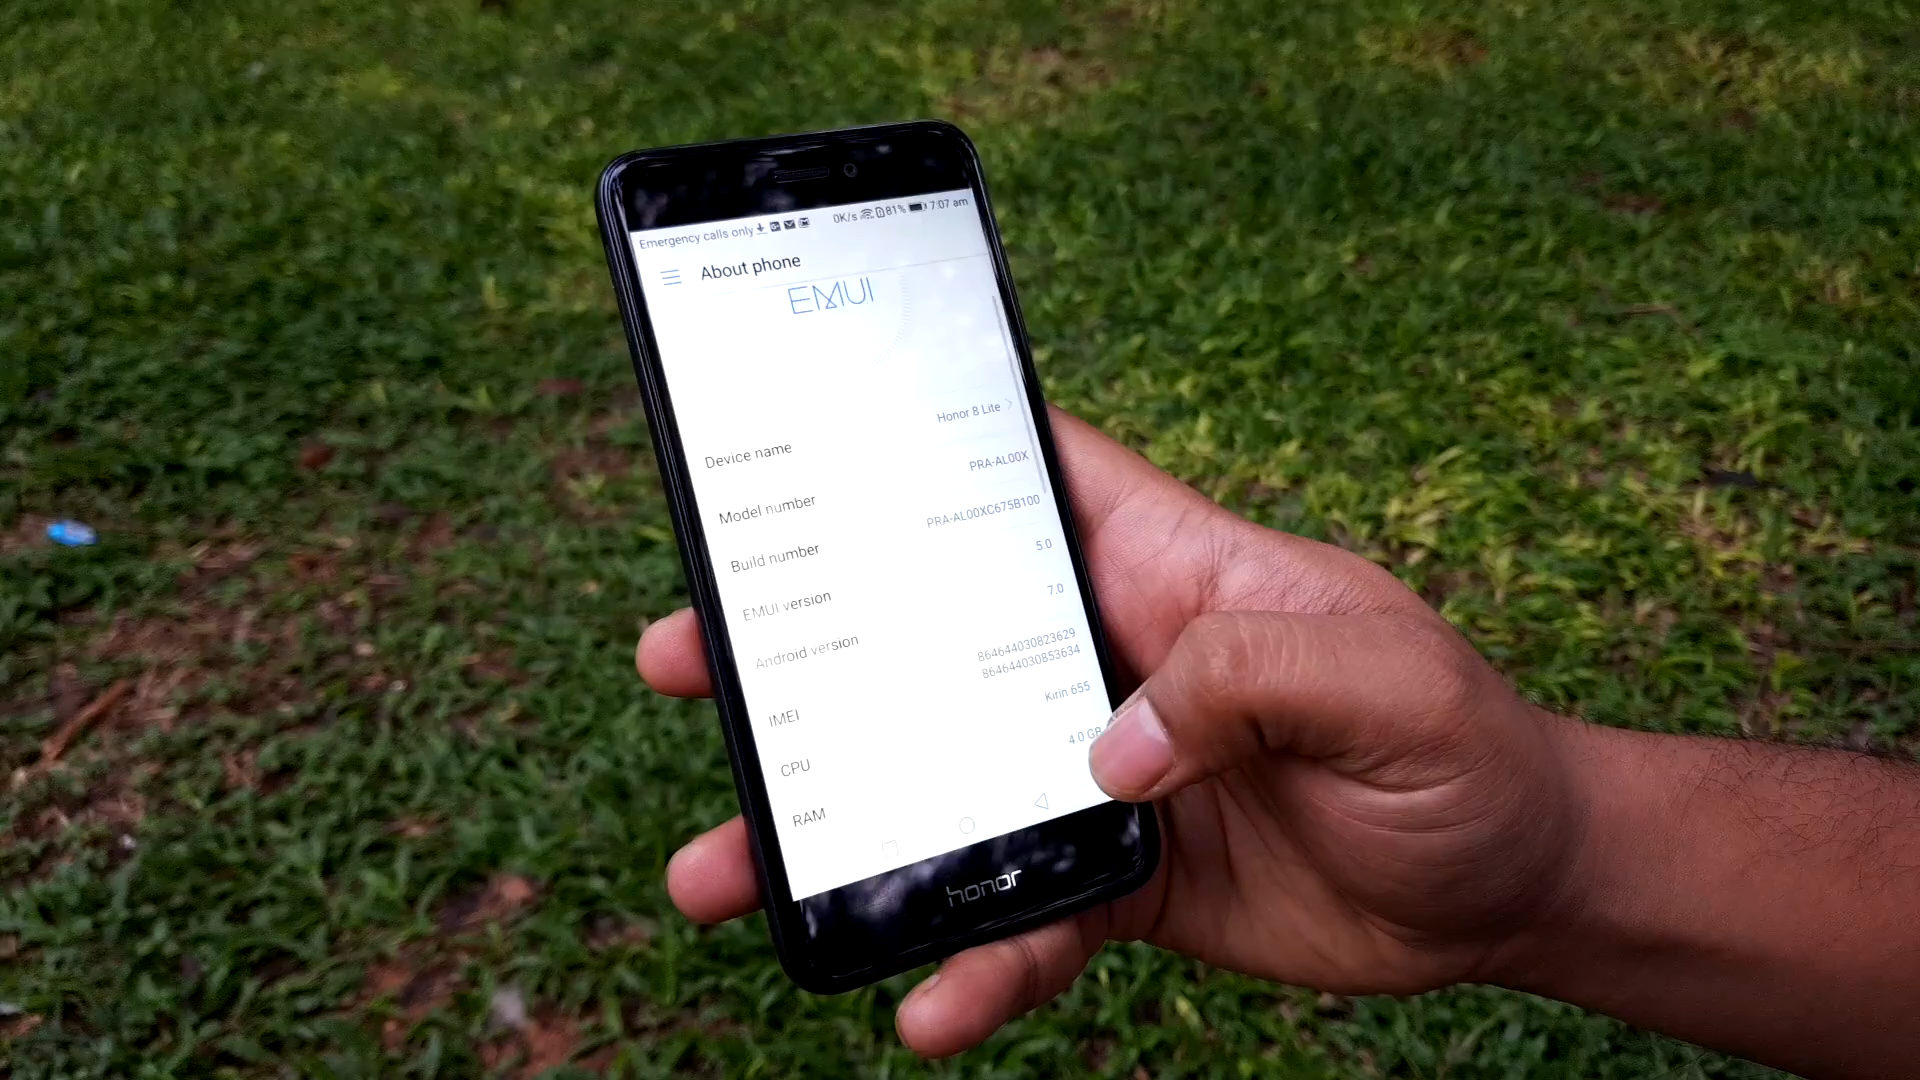 Emergency calls only 0K/s 81% 7:07 am
About phone
EMUI
Device name Honor 8 Lite
Model number PRA-AL00X
Build number PRA-AL00XC675B100
EMUI version 5.0
Android version 7.0
IMEI 864644030823629
864644030853634
CPU Kirin 655
RAM 4.0 GB
honor